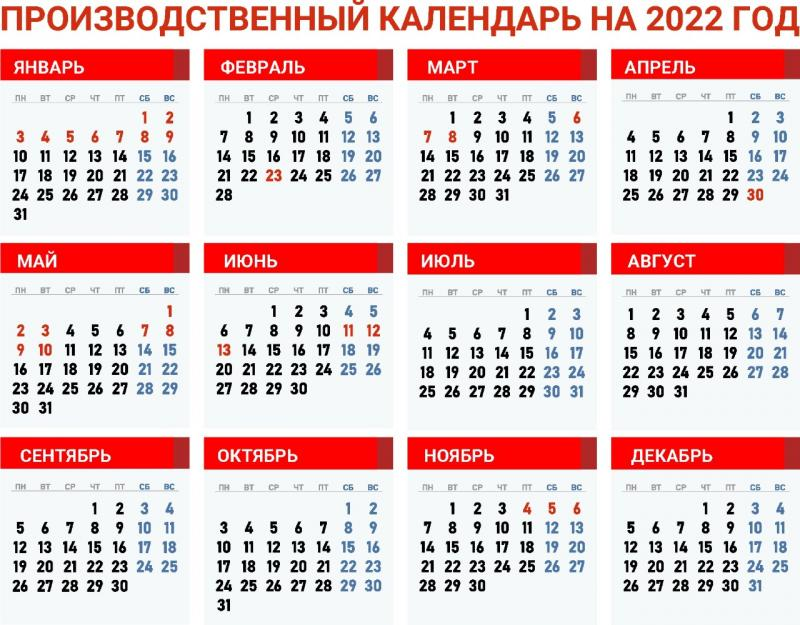 ПРОИЗВОДСТВЕННЫЙ КАЛЕНДАРЬ НА 2022 ГОД
ЯНВАРЬ
ПН ВТ СР ЧТ ПТ СБ ВС
1 2
3 4 5 6 7 8 9
10 11 12 13 14 15 16
17 18 19 20 21 22 23
24 25 26 27 28 29 30
31
ФЕВРАЛЬ
ПН ВТ СР ЧТ ПТ СБ ВС
1 2 3 4 5 6
7 8 9 10 11 12 13
14 15 16 17 18 19 20
21 22 23 24 25 26 27
28
МАРТ
ПН ВТ СР ЧТ ПТ СБ ВС
1 2 3 4 5 6
7 8 9 10 11 12 13
14 15 16 17 18 19 20
21 22 23 24 25 26 27
28 29 30 31
АПРЕЛЬ
ПН ВТ СР ЧТ ПТ СБ ВС
1 2 3
4 5 6 7 8 9 10
11 12 13 14 15 16 17
18 19 20 21 22 23 24
25 26 27 28 29 30
МАЙ
ПН ВТ СР ЧТ ПТ СБ ВС
1
2 3 4 5 6 7 8
9 10 11 12 13 14 15
16 17 18 19 20 21 22
23 24 25 26 27 28 29
30 31
ИЮНЬ
ПН ВТ СР ЧТ ПТ СБ ВС
1 2 3 4 5
6 7 8 9 10 11 12
13 14 15 16 17 18 19
20 21 22 23 24 25 26
27 28 29 30
ИЮЛЬ
ПН ВТ СР ЧТ ПТ СБ ВС
1 2 3
4 5 6 7 8 9 10
11 12 13 14 15 16 17
18 19 20 21 22 23 24
25 26 27 28 29 30 31
АВГУСТ
ПН ВТ СР ЧТ ПТ СБ ВС
1 2 3 4 5 6 7
8 9 10 11 12 13 14
15 16 17 18 19 20 21
22 23 24 25 26 27 28
29 30 31
СЕНТЯБРЬ
ПН ВТ СР ЧТ ПТ СБ ВС
1 2 3 4
5 6 7 8 9 10 11
12 13 14 15 16 17 18
19 20 21 22 23 24 25
26 27 28 29 30
ОКТЯБРЬ
ПН ВТ СР ЧТ ПТ СБ ВС
1 2
3 4 5 6 7 8 9
10 11 12 13 14 15 16
17 18 19 20 21 22 23
24 25 26 27 28 29 30
31
НОЯБРЬ
ПН ВТ СР ЧТ ПТ СБ ВС
1 2 3 4 5 6
7 8 9 10 11 12 13
14 15 16 17 18 19 20
21 22 23 24 25 26 27
28 29 30
ДЕКАБРЬ
ПН ВТ СР ЧТ ПТ СБ ВС
1 2 3 4
5 6 7 8 9 10 11
12 13 14 15 16 17 18
19 20 21 22 23 24 25
26 27 28 29 30 31